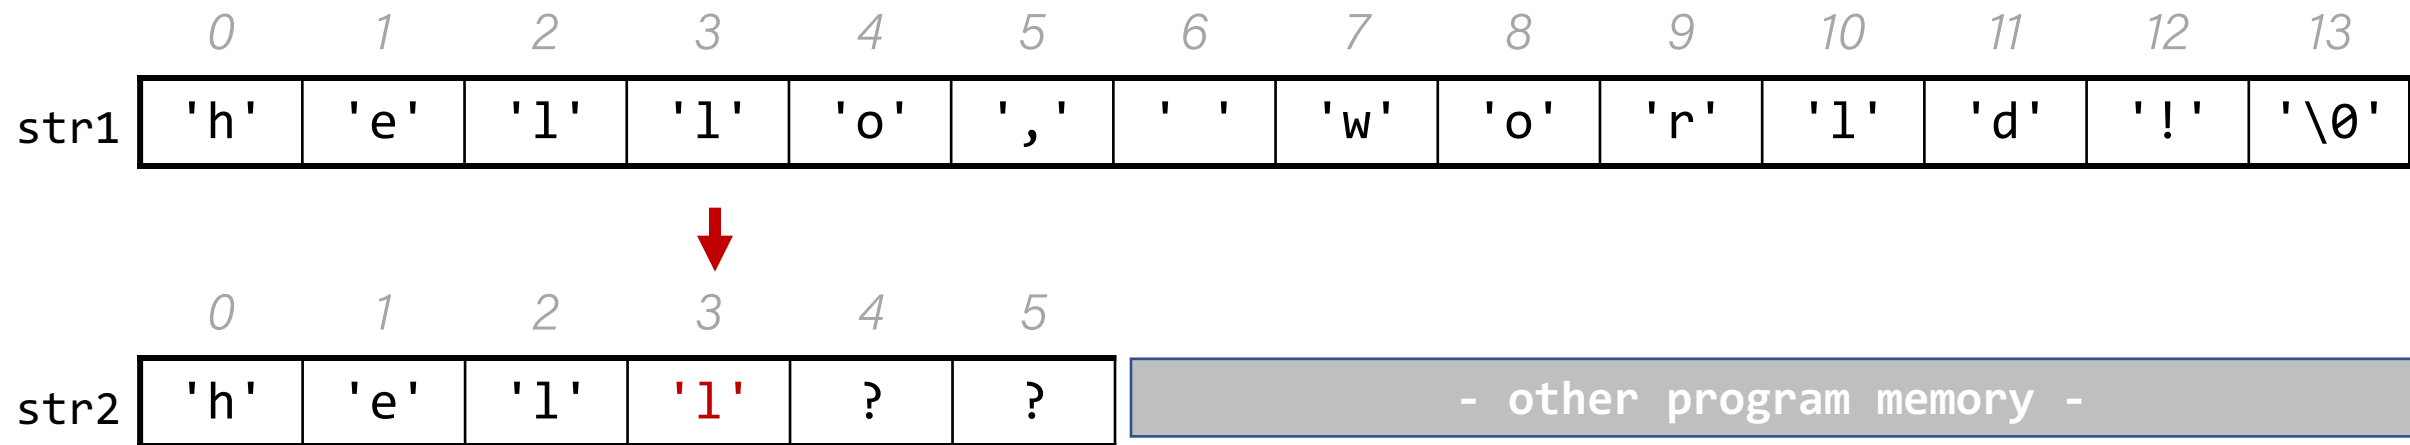 0 1 2 3 4 5 6 7 8 9 10 11 12 13
str1 'h' 'e' 'l' 'l' 'o' ',' ' ' 'w' 'o' 'r' 'l' 'd' '!' '\0'
0 1 2 3 4 5
str2 'h' 'e' 'l' 'l' ? ? - other program memory -